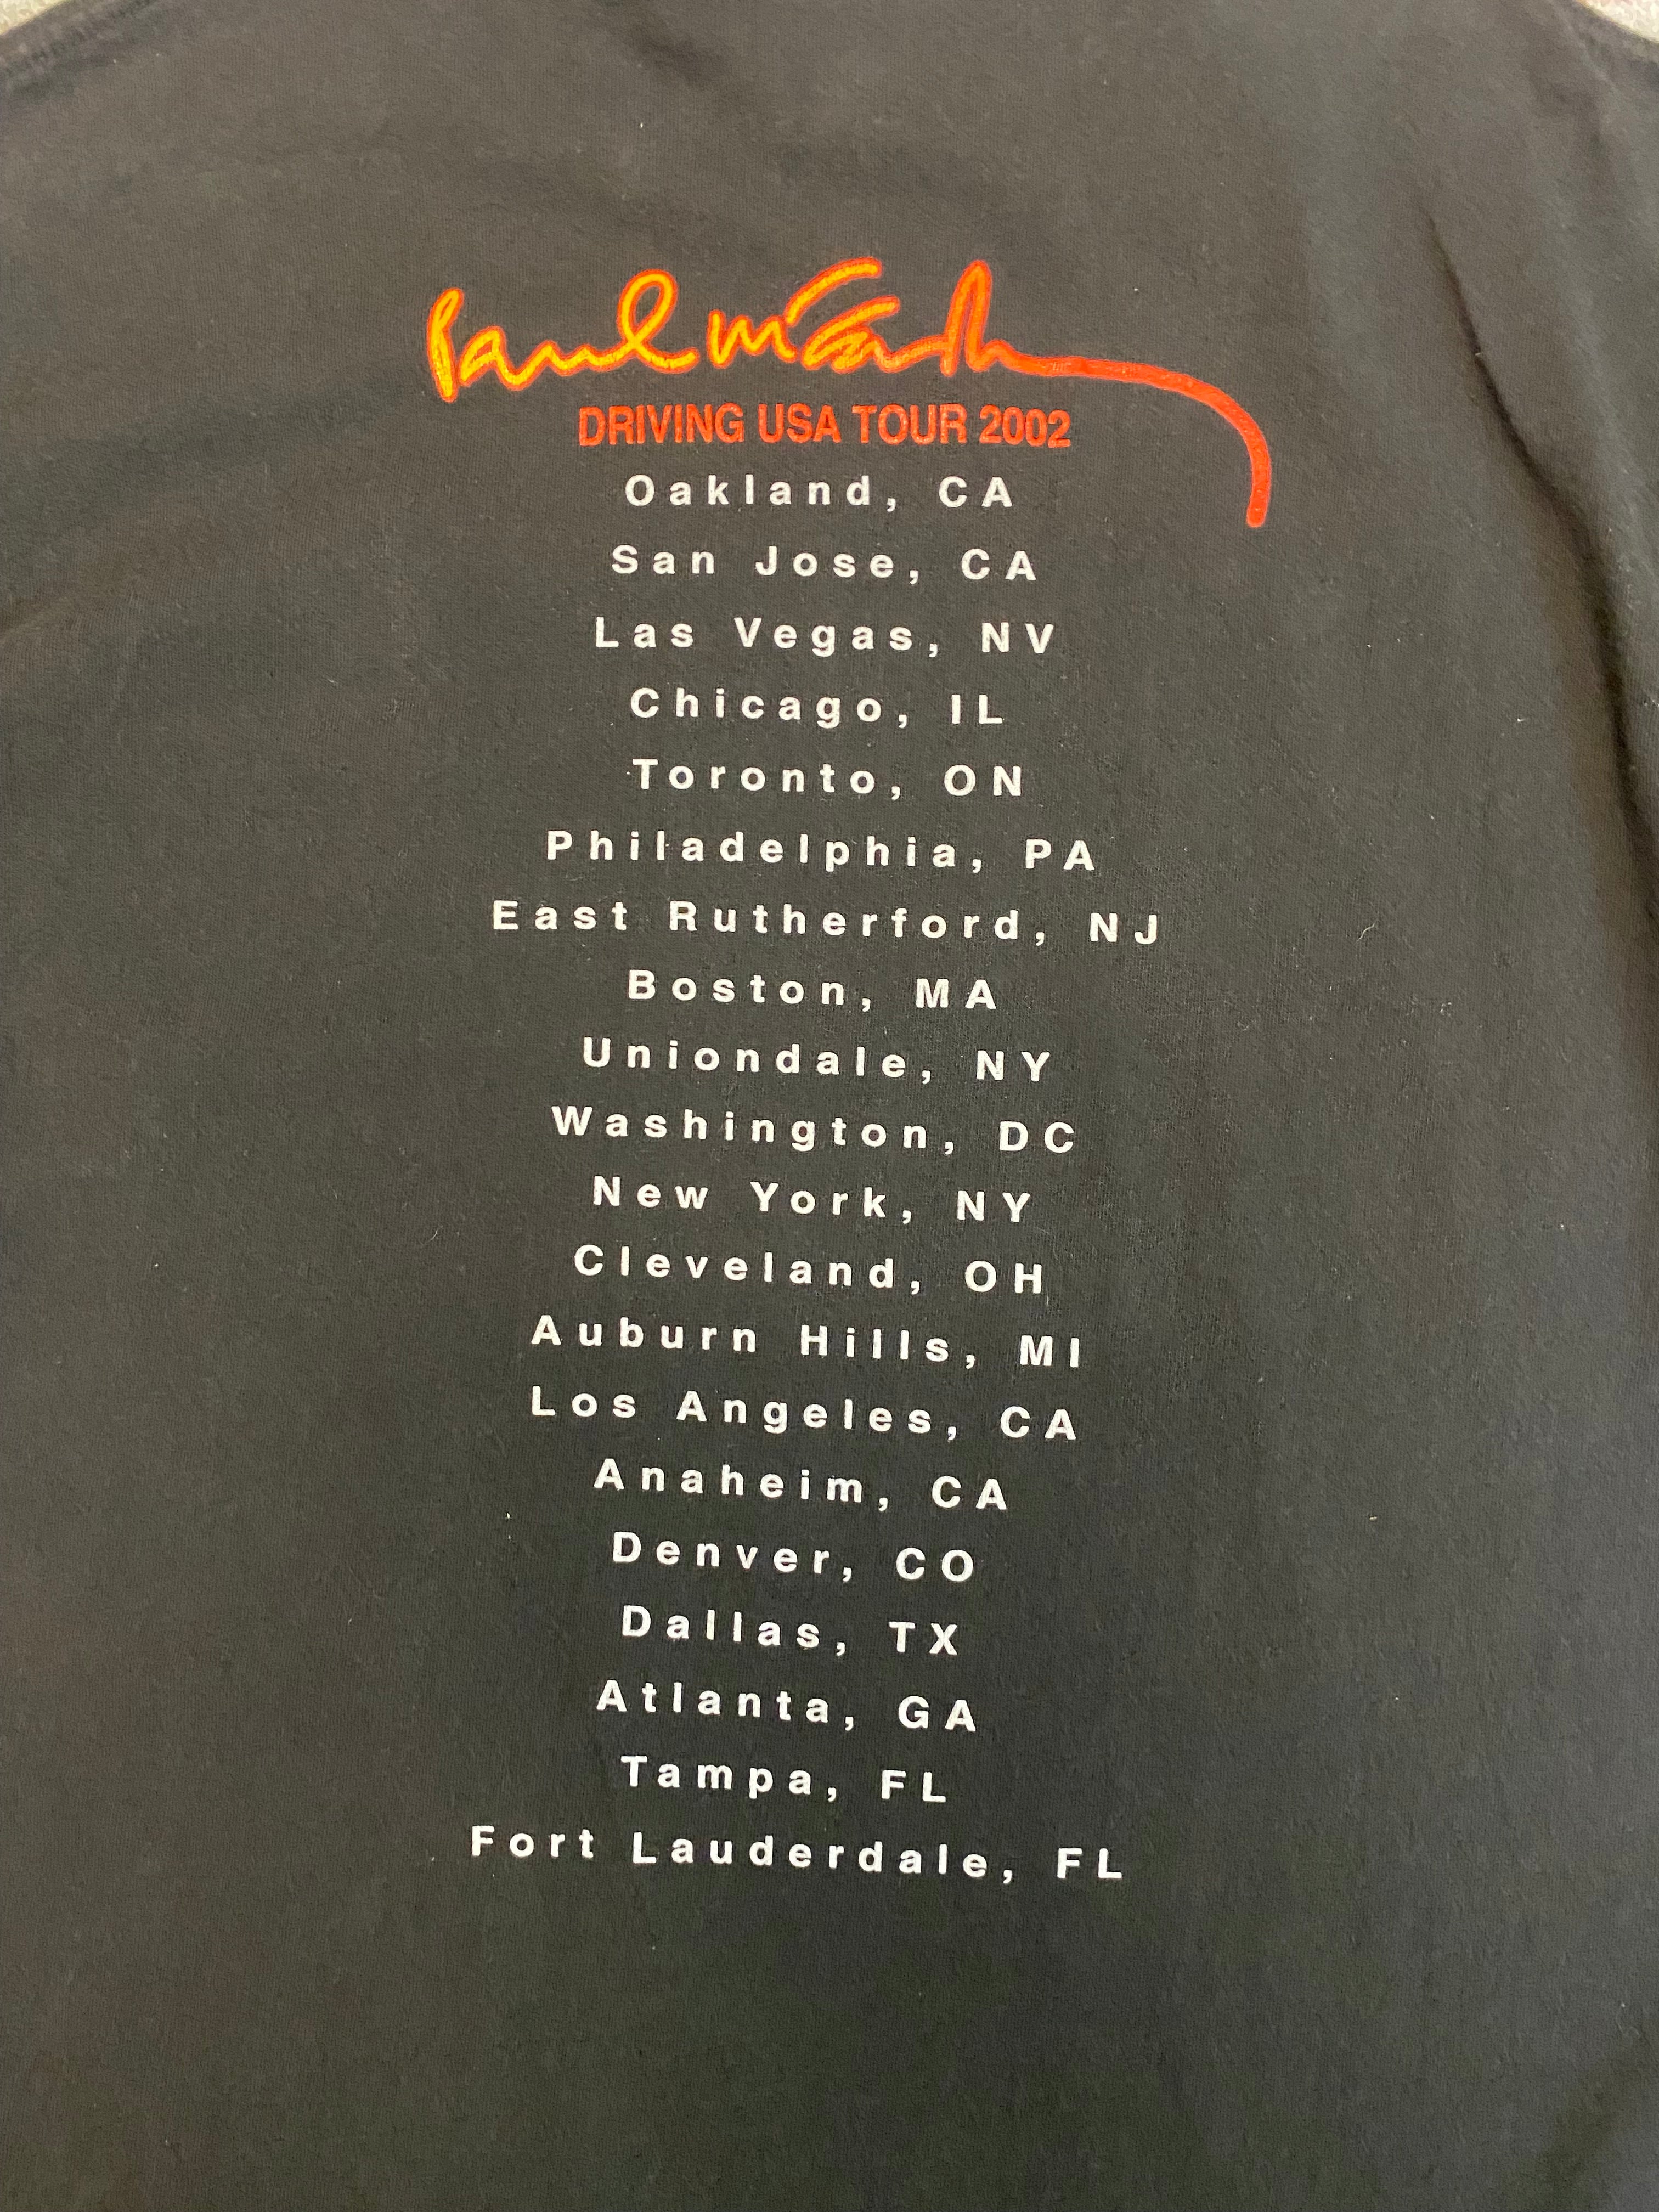 Paul McCartney
DRIVING USA TOUR 2002
Oakland, CA
San Jose, CA
Las Vegas, NV
Chicago, IL
Toronto, ON
Philadelphia, PA
East Rutherford, NJ
Boston, MA
Uniondale, NY
Washington, DC
New York, NY
Cleveland, OH
Auburn Hills, MI
Los Angeles, CA
Anaheim, CA
Denver, CO
Dallas, TX
Atlanta, GA
Tampa, FL
Fort Lauderdale, FL